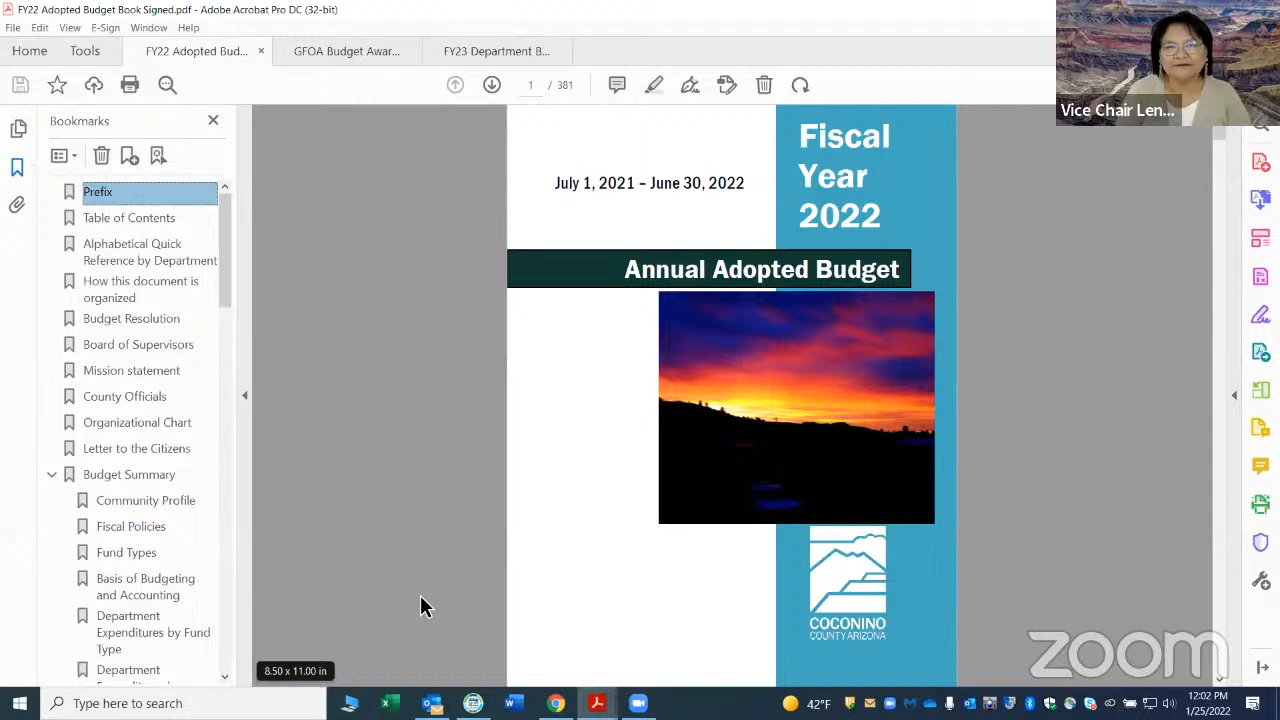 FY22 Adopted Budget Book Signed.pdf - Adobe Acrobat Pro DC (32-bit)
File Edit View E-Sign Window Help
Home Tools FY22 Adopted Bud... × GFOA Budget Awar... FY23 Department B...
1 / 381
Vice Chair Len...
Bookmarks
Prefix
Table of Contents
Alphabetical Quick
Reference by Department
How this document is
organized
Budget Resolution
Board of Supervisors
Mission statement
County Officials
Organizational Chart
Letter to the Citizens
Budget Summary
Community Profile
Fiscal Policies
Fund Types
Basis of Budgeting
and Accounting
Department
Expenditures by Fund
Type
Department
8.50 x 11.00 in
July 1, 2021 – June 30, 2022
Fiscal
Year
2022
Annual Adopted Budget
COCONINO
COUNTY ARIZONA
zoom
Type here to search
42°F
12:02 PM
1/25/2022